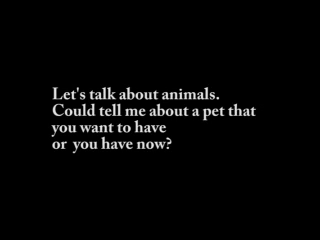 Let's talk about animals.
Could tell me about a pet that
you want to have
or you have now?